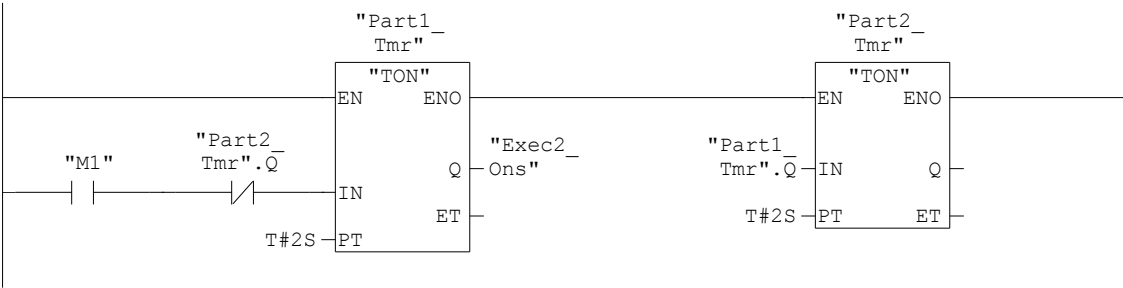 "Part1_
Tmr"
"Part2_
Tmr"
"TON"
"TON"
EN ENO
EN ENO
"Part2_
Tmr".Q
"M1"
"Exec2_
Ons"
Q
"Part1_
Tmr".Q
IN Q
IN
ET
T#2S PT ET
T#2S PT